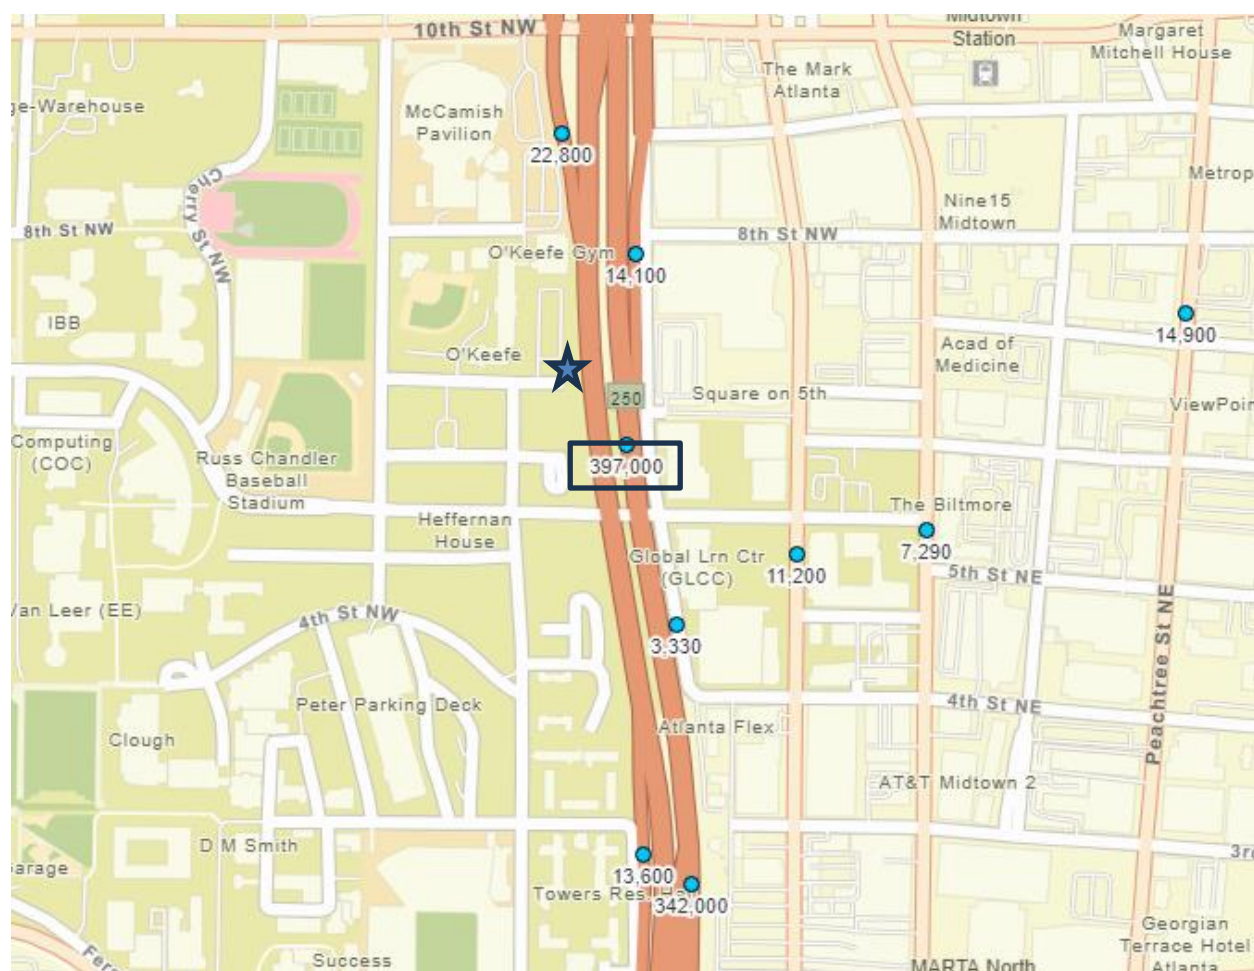 10th St NW
Midtown
Station
Margaret
Mitchell House
The Mark
Atlanta
ge-Warehouse
McCamish
Pavilion
22,800
Cherry St NW
Metrop
Nine15
Midtown
8th St NW
8th St NW
O'Keefe Gym
14,100
IBB
14,900
O'Keefe
Acad of
Medicine
250
Square on 5th
ViewPoin
Computing
(COC)
Russ Chandler
Baseball
Stadium
397,000
The Biltmore
Heffernan
House
7,290
Global Lrn Ctr
(GLCC)
11,200
5th St NE
Van Leer (EE)
4th St NW
3,330
Peachtree St NE
Peter Parking Deck
4th St NE
Clough
Atlanta Flex
AT&T Midtown 2
D M Smith
3r
arage
13,600
Towers Res.
342,000
Georgian
Terrace Hotel
Atlanta
Fer
Success
MARTA North